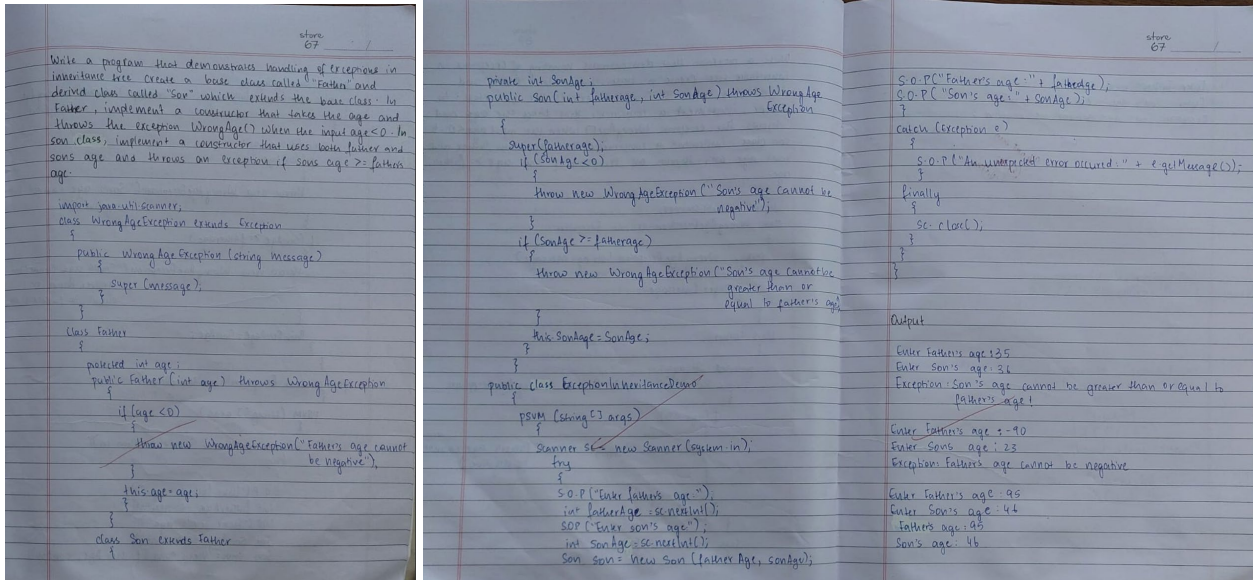 store
67
Write a program that demonstrates handling of exceptions in
inheritance tree create a base class called "Father" and
derivd class called "Son" which extends the base class. In
Father, implement a constructor that takes the age and
throws the exception WrongAge() when the input age<0. In
son class, implement a constructor that uses both father and
sons age and throws an exception if sons age >= fathers
age.
import java.util.scanner;
class WrongAgeException extends Exception
{
public WrongAgeException (string message)
{
super (message);
}
}
Class Father
{
protected int age;
public Father (int age) throws WrongAgeException
{
if (age <0)
{
throw new WrongAgeException("Father's age cannot
be negative");
}
this.age=age;
}
}
class Son extends Father
{
private int SonAge;
public Son (int fatherage, int SonAge) throws WrongAge
Exception
{
super(fatherage);
if (SonAge <0)
{
throw new WrongAgeException ("Son's age cannot be
negative");
}
if (SonAge >= fatherage)
{
throw new WrongAgeException ("Son's age cannot be
greater than or
equal to father's age
}
this.SonAage = SonAge;
}
}
public class ExceptionInheritanceDemo
{
PSVM (string[] args)
{
Scanner sc = new Scanner (system.in);
try
{
S.O.P ("Enter father's age:");
int fatherAge = sc.nextInt();
SOP ("Enter son's age");
int SonAge = sc.nextInt();
Son son = new Son (father Age, sonAge);
store
67
S.O.P("Father's age:"+ fatheage);
S.O.P ("Son's age:" + SonAge);
}
catch (Exception e)
{
S.O.P ("An unexpected error occured:" + e.getMessage());
}
finally
{
sc.close();
}
}
}
Output
Enter Father's age :35
Enter Son's age: 36
Exception: Son's age cannot be greater than or equal to
father's age!
Enter Father's age :-90
Enter Sons age: 23
Exception: Father's age cannot be negative
Enter Father's age: 95
Enter Son's age: 46
Father's age: 95
Son's age: 46